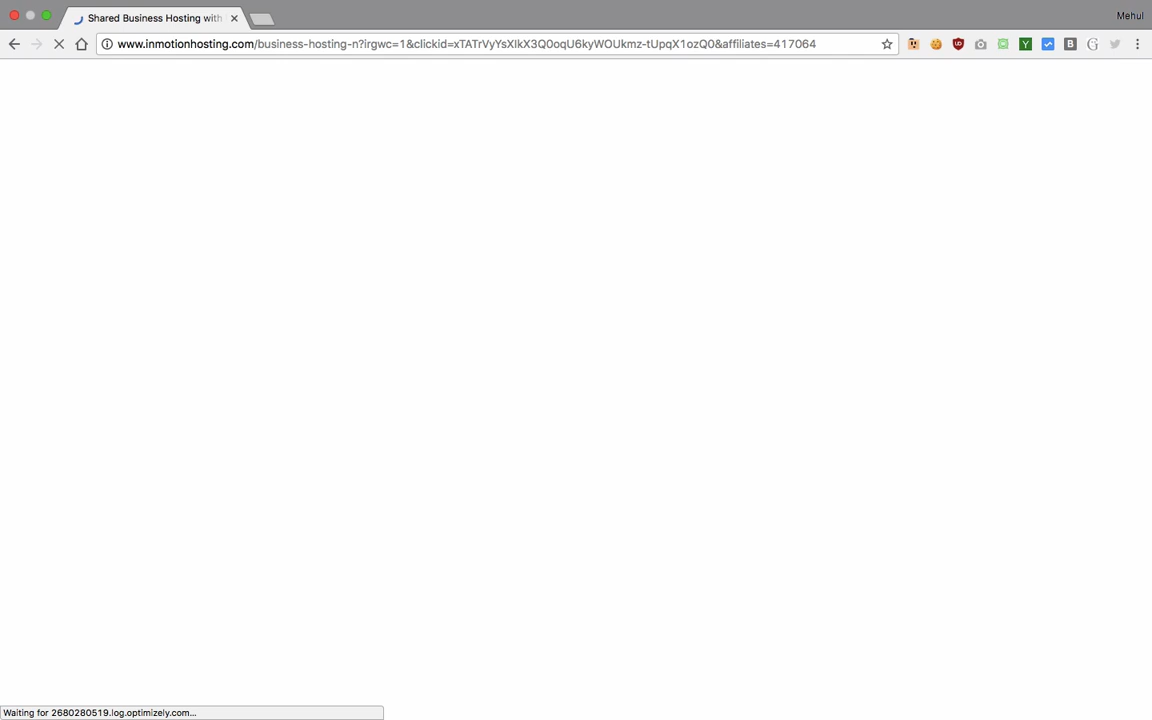 Shared Business Hosting with
Mehul
www.inmotionhosting.com/business-hosting-n?irgwc=1&clickid=xTATrVyYsXIkX3Q0oqU6kyWOUkmz-tUpqX1ozQ0&affiliates=417064
Waiting for 2680280519.log.optimizely.com...